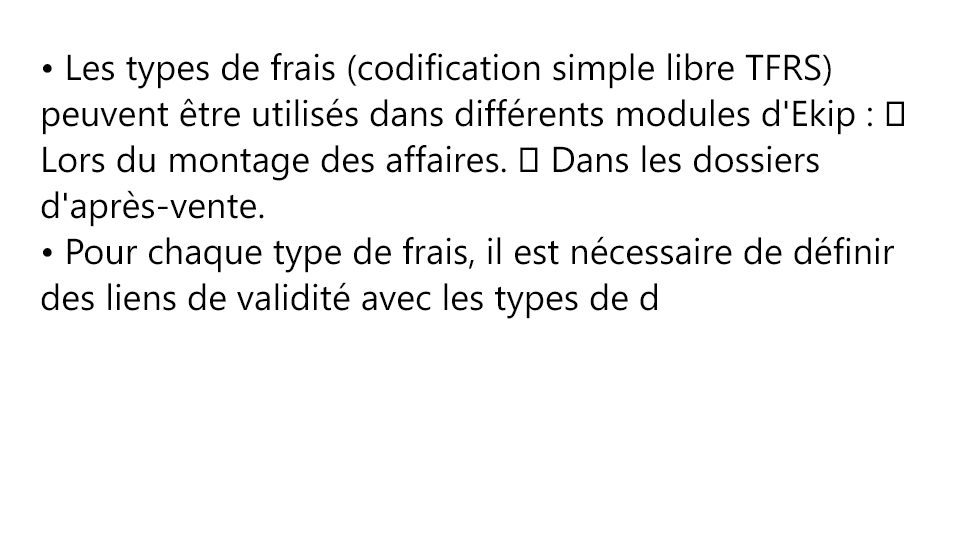 • Les types de frais (codification simple libre TFRS)
peuvent être utilisés dans différents modules d'Ekip : 
Lors du montage des affaires.  Dans les dossiers
d'après-vente.
• Pour chaque type de frais, il est nécessaire de définir
des liens de validité avec les types de d